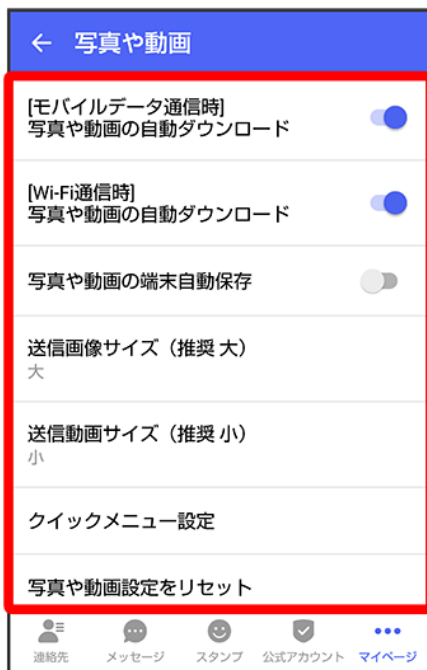 ← 写真や動画
[モバイルデータ通信時]
写真や動画の自動ダウンロード
[Wi-Fi通信時]
写真や動画の自動ダウンロード
写真や動画の端末自動保存
送信画像サイズ（推奨 大）
大
送信動画サイズ（推奨 小）
小
クイックメニュー設定
写真や動画設定をリセット
連絡先 メッセージ スタンプ 公式アカウント マイページ